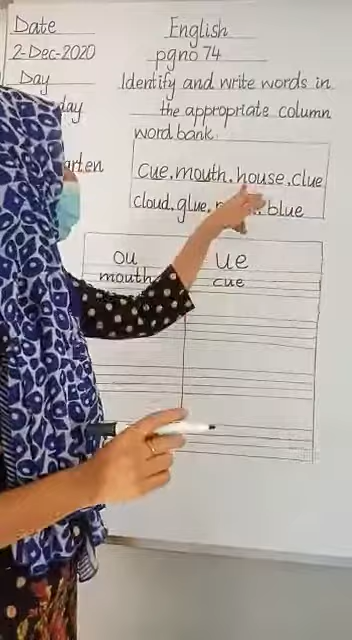 Date English
2-Dec-2020 pgno 74
Day Identify and write words in
day the appropriate column
word bank.
arten
cue.mouth.house.clue
cloud.glue. blue
ou ue
mouth cue